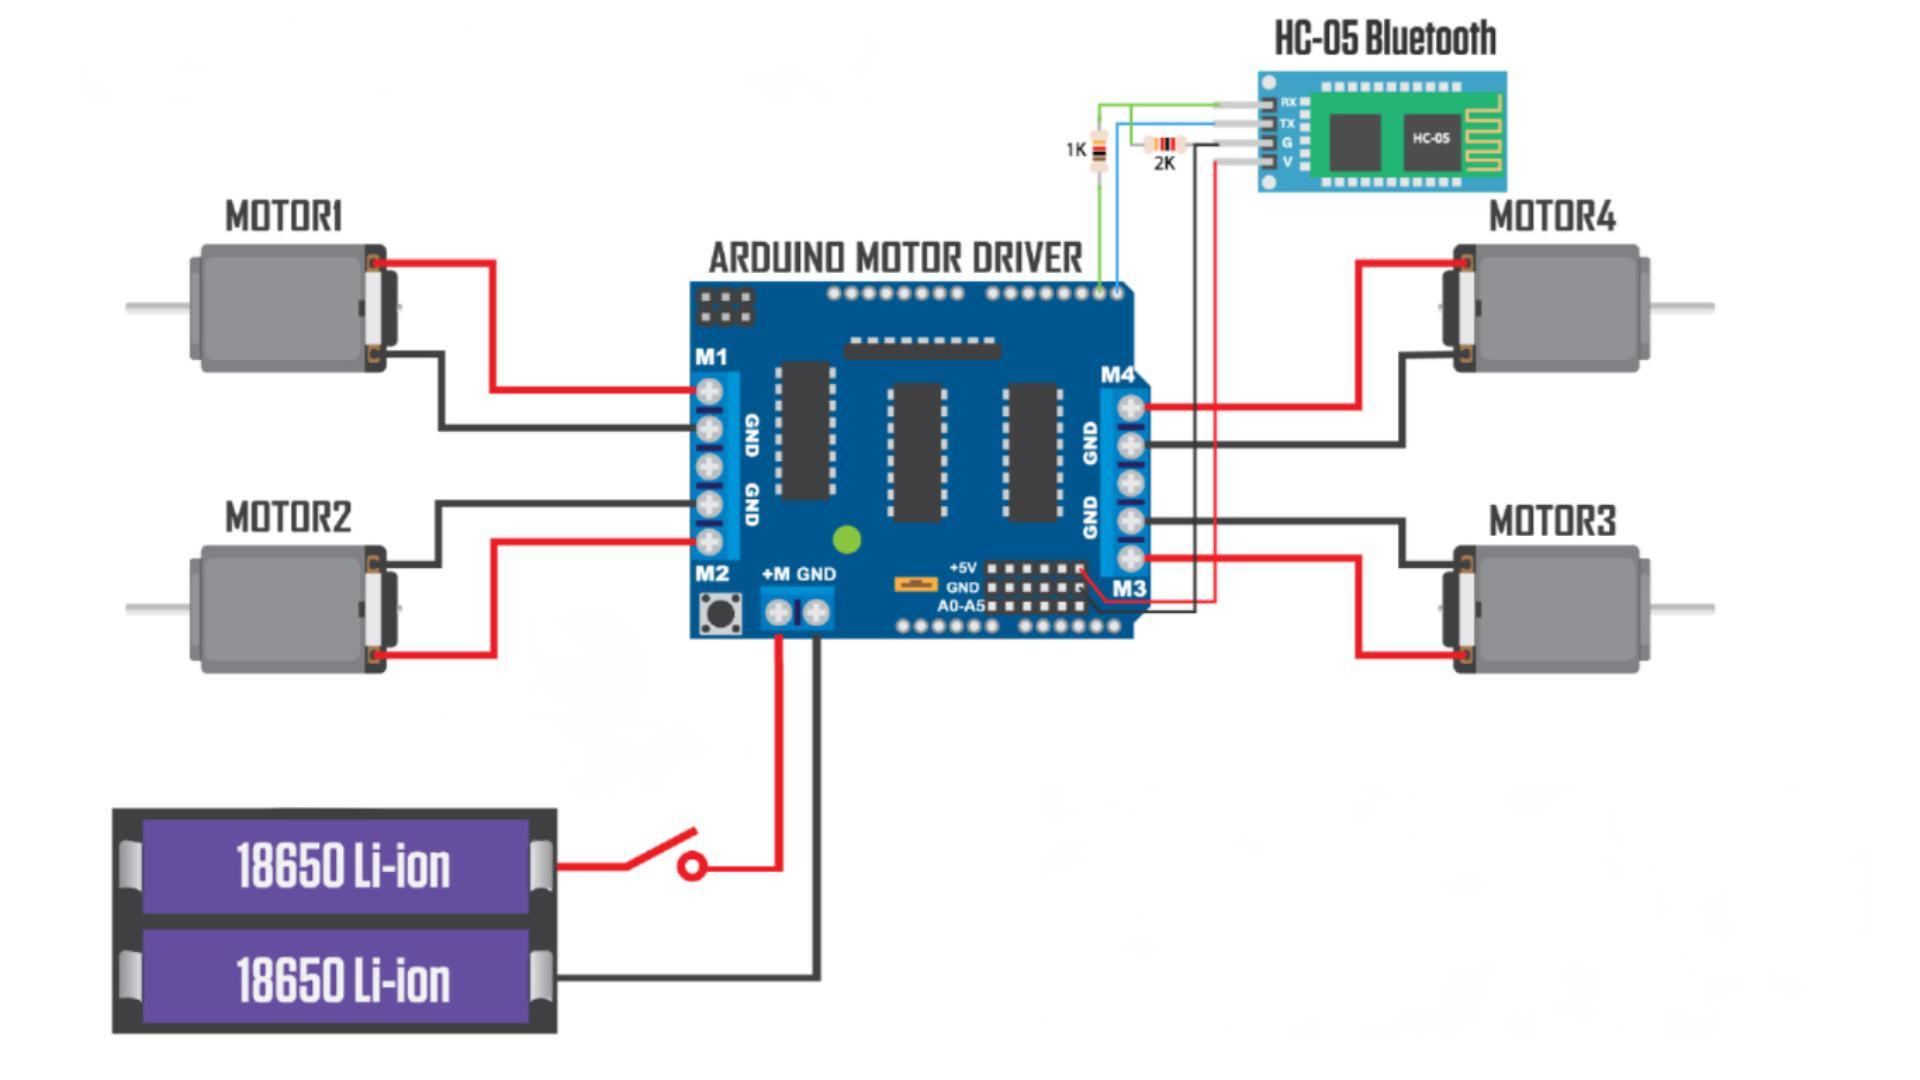 HC-05 Bluetooth
RX
TX
G
V
HC-05
1K
2K
MOTOR1
MOTOR4
ARDUINO MOTOR DRIVER
M1
M4
GND
GND
GND
GND
MOTOR2
MOTOR3
M2
+M GND
+5V
GND
A0-A5
M3
18650 Li-ion
18650 Li-ion